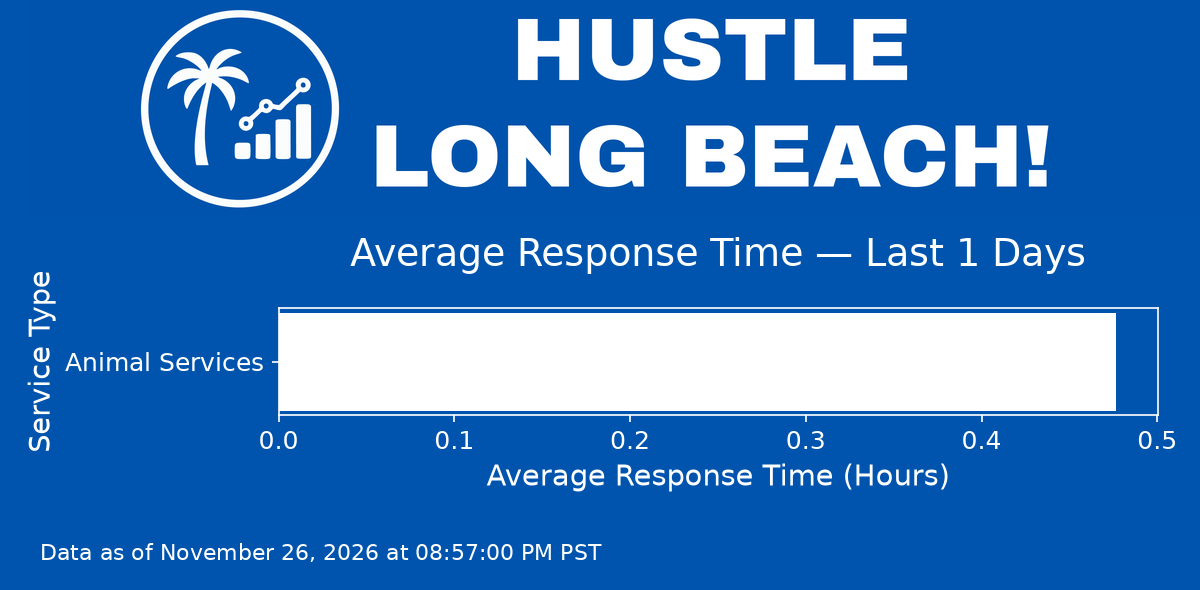 HUSTLE
LONG BEACH!
Average Response Time — Last 1 Days
Service Type
Animal Services
0.0 0.1 0.2 0.3 0.4 0.5
Average Response Time (Hours)
Data as of November 26, 2026 at 08:57:00 PM PST